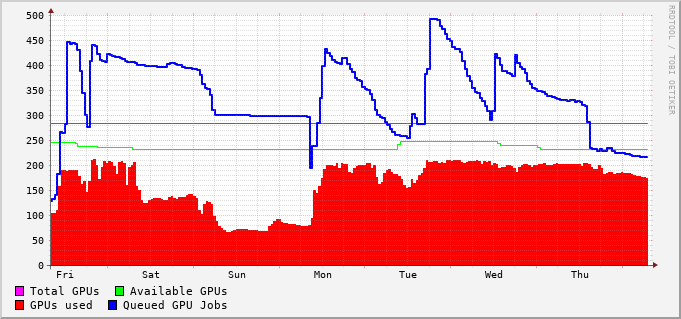 500
450
400
350
300
250
200
150
100
50
0
Fri Sat Sun Mon Tue Wed Thu
Total GPUs Available GPUs
GPUs used Queued GPU Jobs
RRDTOOL / TOBI OETIKER